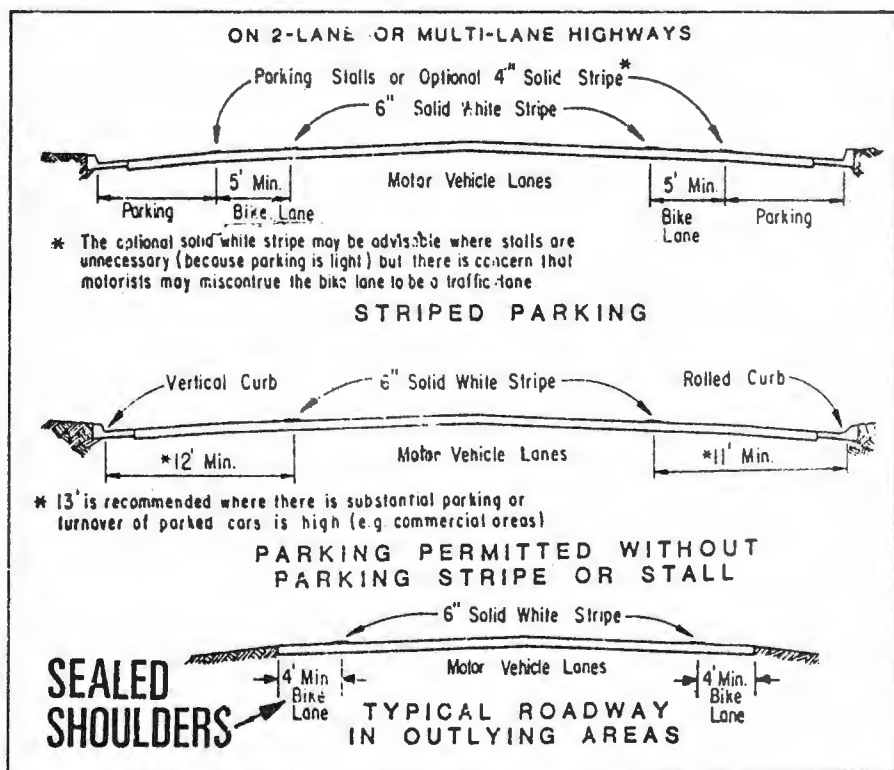 ON 2-LANE OR MULTI-LANE HIGHWAYS
Parking Stalls or Optional 4" Solid Stripe*
6" Solid White Stripe
5' Min.
Motor Vehicle Lanes
5' Min.
Parking
Bike Lane
Bike
Lane
Parking
* The optional solid white stripe may be advisable where stalls are
unnecessary (because parking is light) but there is concern that
motorists may miscontrue the bike lane to be a traffic lane.
STRIPED PARKING
Vertical Curb
6" Solid White Stripe
Rolled Curb
*12' Min.
Motor Vehicle Lanes
*11' Min.
* 13' is recommended where there is substantial parking or
turnover of parked cars is high (e.g. commercial areas)
PARKING PERMITTED WITHOUT
PARKING STRIPE OR STALL
6" Solid White Stripe
Motor Vehicle Lanes
SEALED
SHOULDERS
4' Min
Bike
Lane
4' Min.
Bike
Lane
TYPICAL ROADWAY
IN OUTLYING AREAS